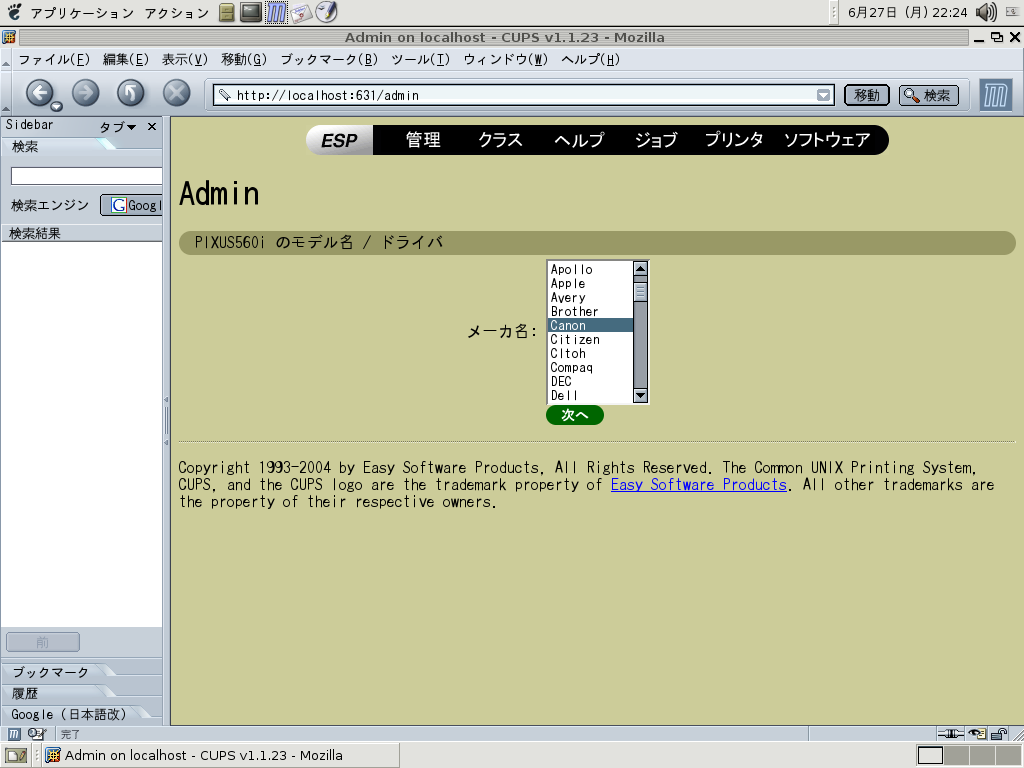 アプリケーション アクション 6月27日 (月) 22:24
Admin on localhost - CUPS v1.1.23 - Mozilla
ファイル(F) 編集(E) 表示(V) 移動(G) ブックマーク(B) ツール(T) ウィンドウ(W) ヘルプ(H)
http://localhost:631/admin 移動 検索
Sidebar タブ
検索
検索エンジン Googl
検索結果
前
ブックマーク
履歴
Google (日本語改)
ESP 管理 クラス ヘルプ ジョブ プリンタ ソフトウェア
Admin
PIXUS560i のモデル名 / ドライバ
メーカ名:
Apollo
Apple
Avery
Brother
Canon
Citizen
CItoh
Compaq
DEC
Dell
次へ
Copyright 1993-2004 by Easy Software Products, All Rights Reserved. The Common UNIX Printing System,
CUPS, and the CUPS logo are the trademark property of Easy Software Products. All other trademarks are
the property of their respective owners.
完了
Admin on localhost - CUPS v1.1.23 - Mozilla